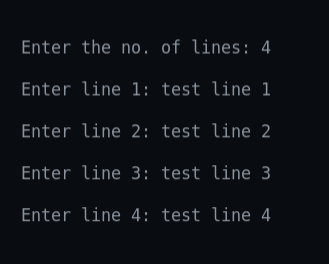 Enter the no. of lines: 4
Enter line 1: test line 1
Enter line 2: test line 2
Enter line 3: test line 3
Enter line 4: test line 4